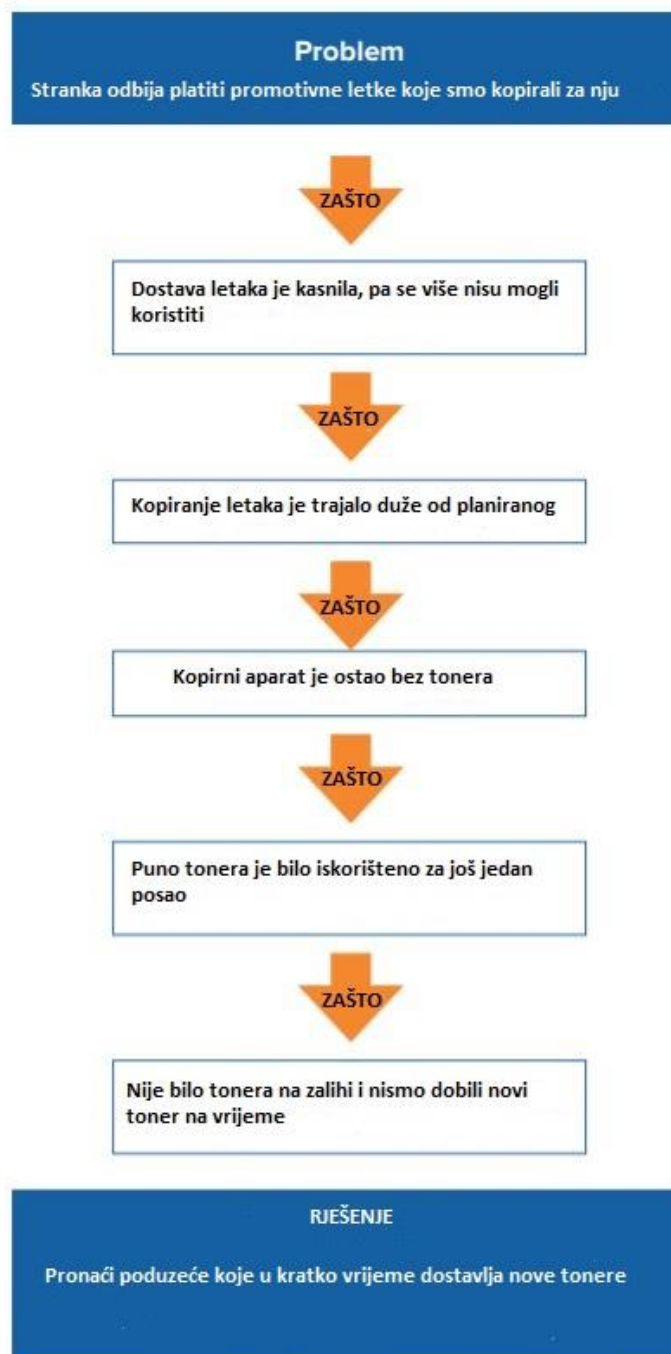 Problem
Stranka odbija platiti promotivne letke koje smo kopirali za nju
ZAŠTO
Dostava letaka je kasnila, pa se više nisu mogli
koristiti
ZAŠTO
Kopiranje letaka je trajalo duže od planiranog
ZAŠTO
Kopirni aparat je ostao bez tonera
ZAŠTO
Puno tonera je bilo iskorišteno za još jedan
posao
ZAŠTO
Nije bilo tonera na zalihi i nismo dobili novi
toner na vrijeme
RJEŠENJE
Pronaći poduzeće koje u kratko vrijeme dostavlja nove tonere